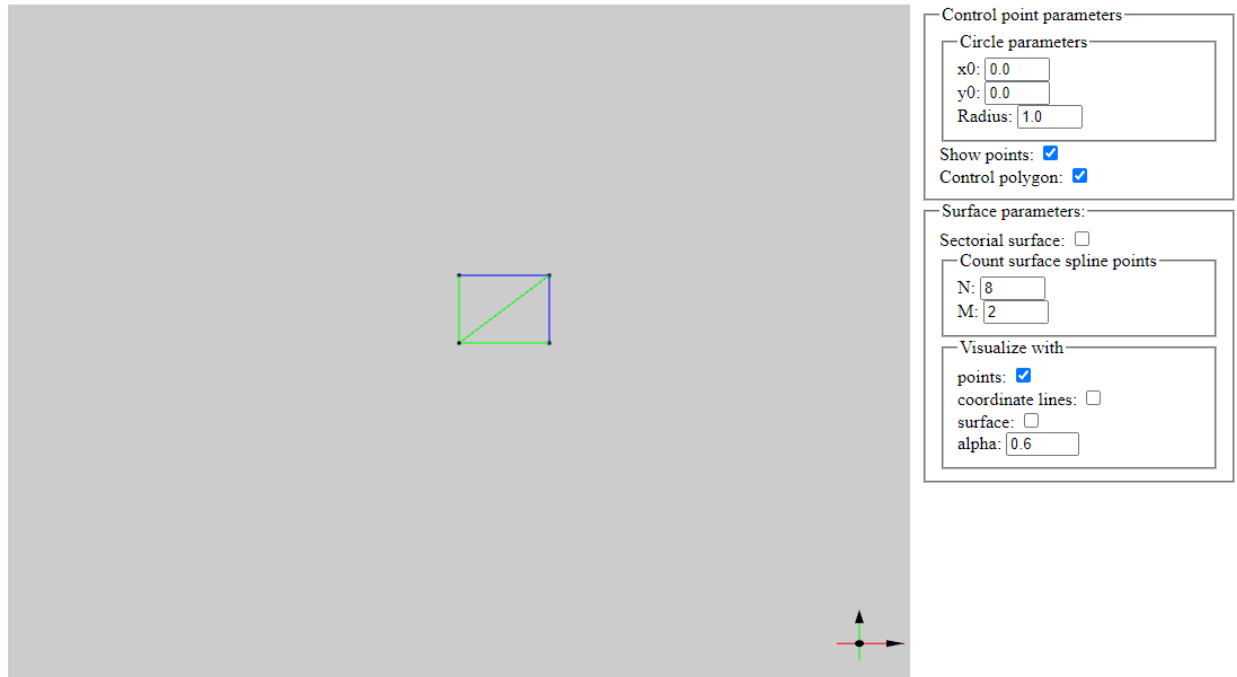 Control point parameters
Circle parameters
x0: 0.0
y0: 0.0
Radius: 1.0
Show points:
Control polygon:
Surface parameters:
Sectorial surface:
Count surface spline points
N: 8
M: 2
Visualize with
points:
coordinate lines:
surface:
alpha: 0.6